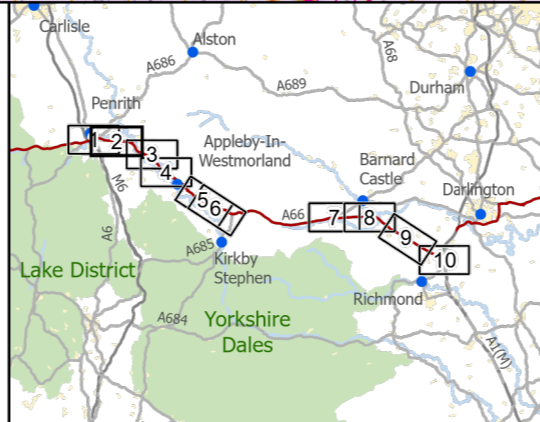 Carlisle
Alston
A686
A68
A689
Durham
Penrith
1
2
3
4
5
6
Appleby-In-
Westmorland
Barnard
Castle
Darlington
M6
A66
7
8
9
10
A6
A685
Lake District
Kirkby
Stephen
Richmond
A684
Yorkshire
Dales
A1(M)